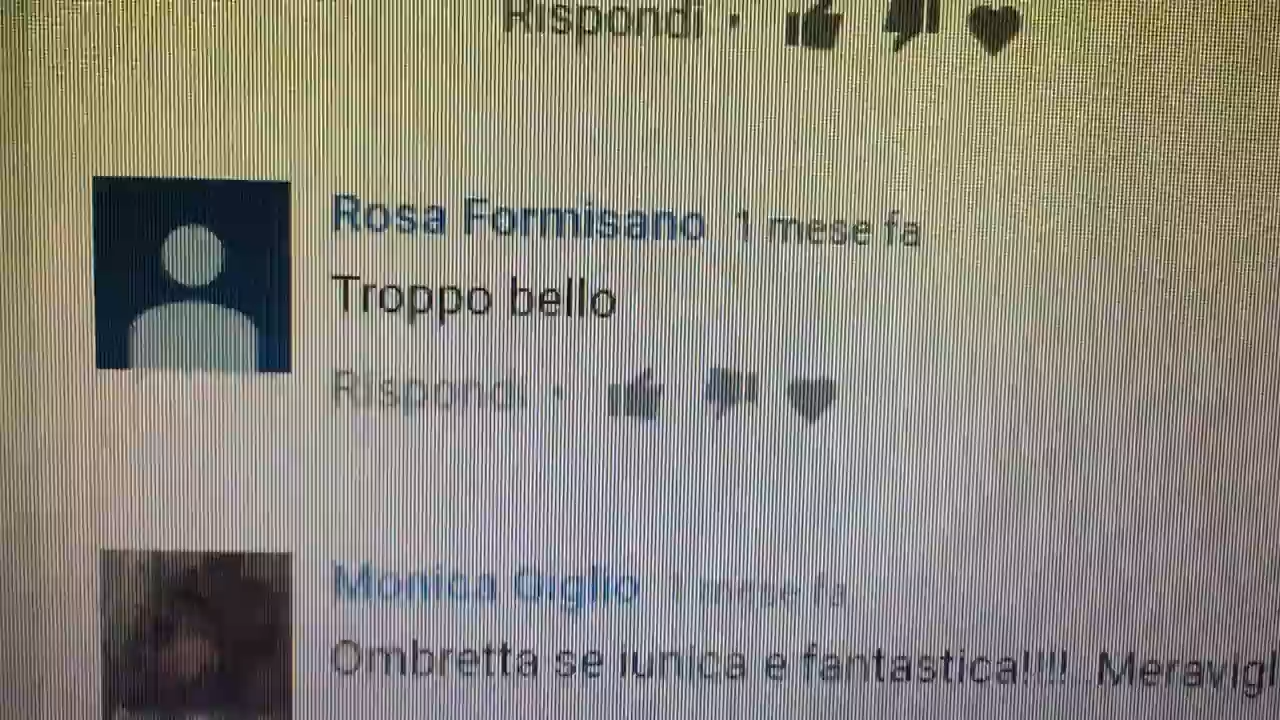 Rispondi ·
Rosa Formisano 1 mese fa
Troppo bello
Rispondi ·
Monica Giglio 1 mese fa
Ombretta se iunica e fantastica!!!! Meravigl